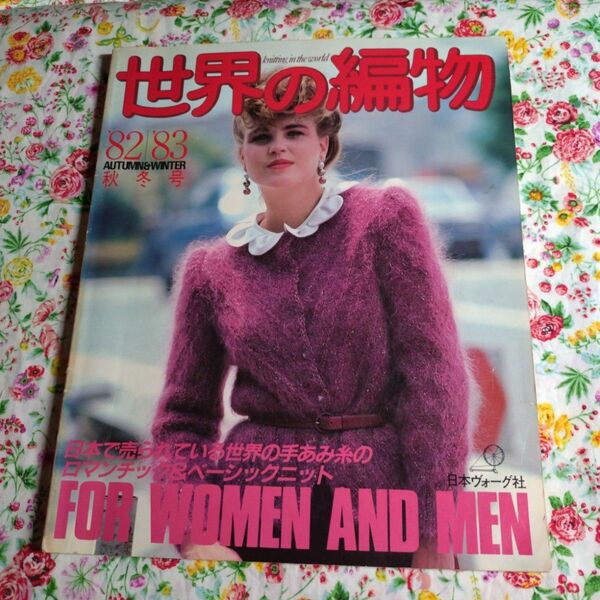 knitting in the world
世界の編物
'82/'83
AUTUMN&WINTER
秋冬号
日本で売られている世界の手あみ糸の
ロマンチック&ベーシックニット
日本ヴォーグ社
FOR WOMEN AND MEN